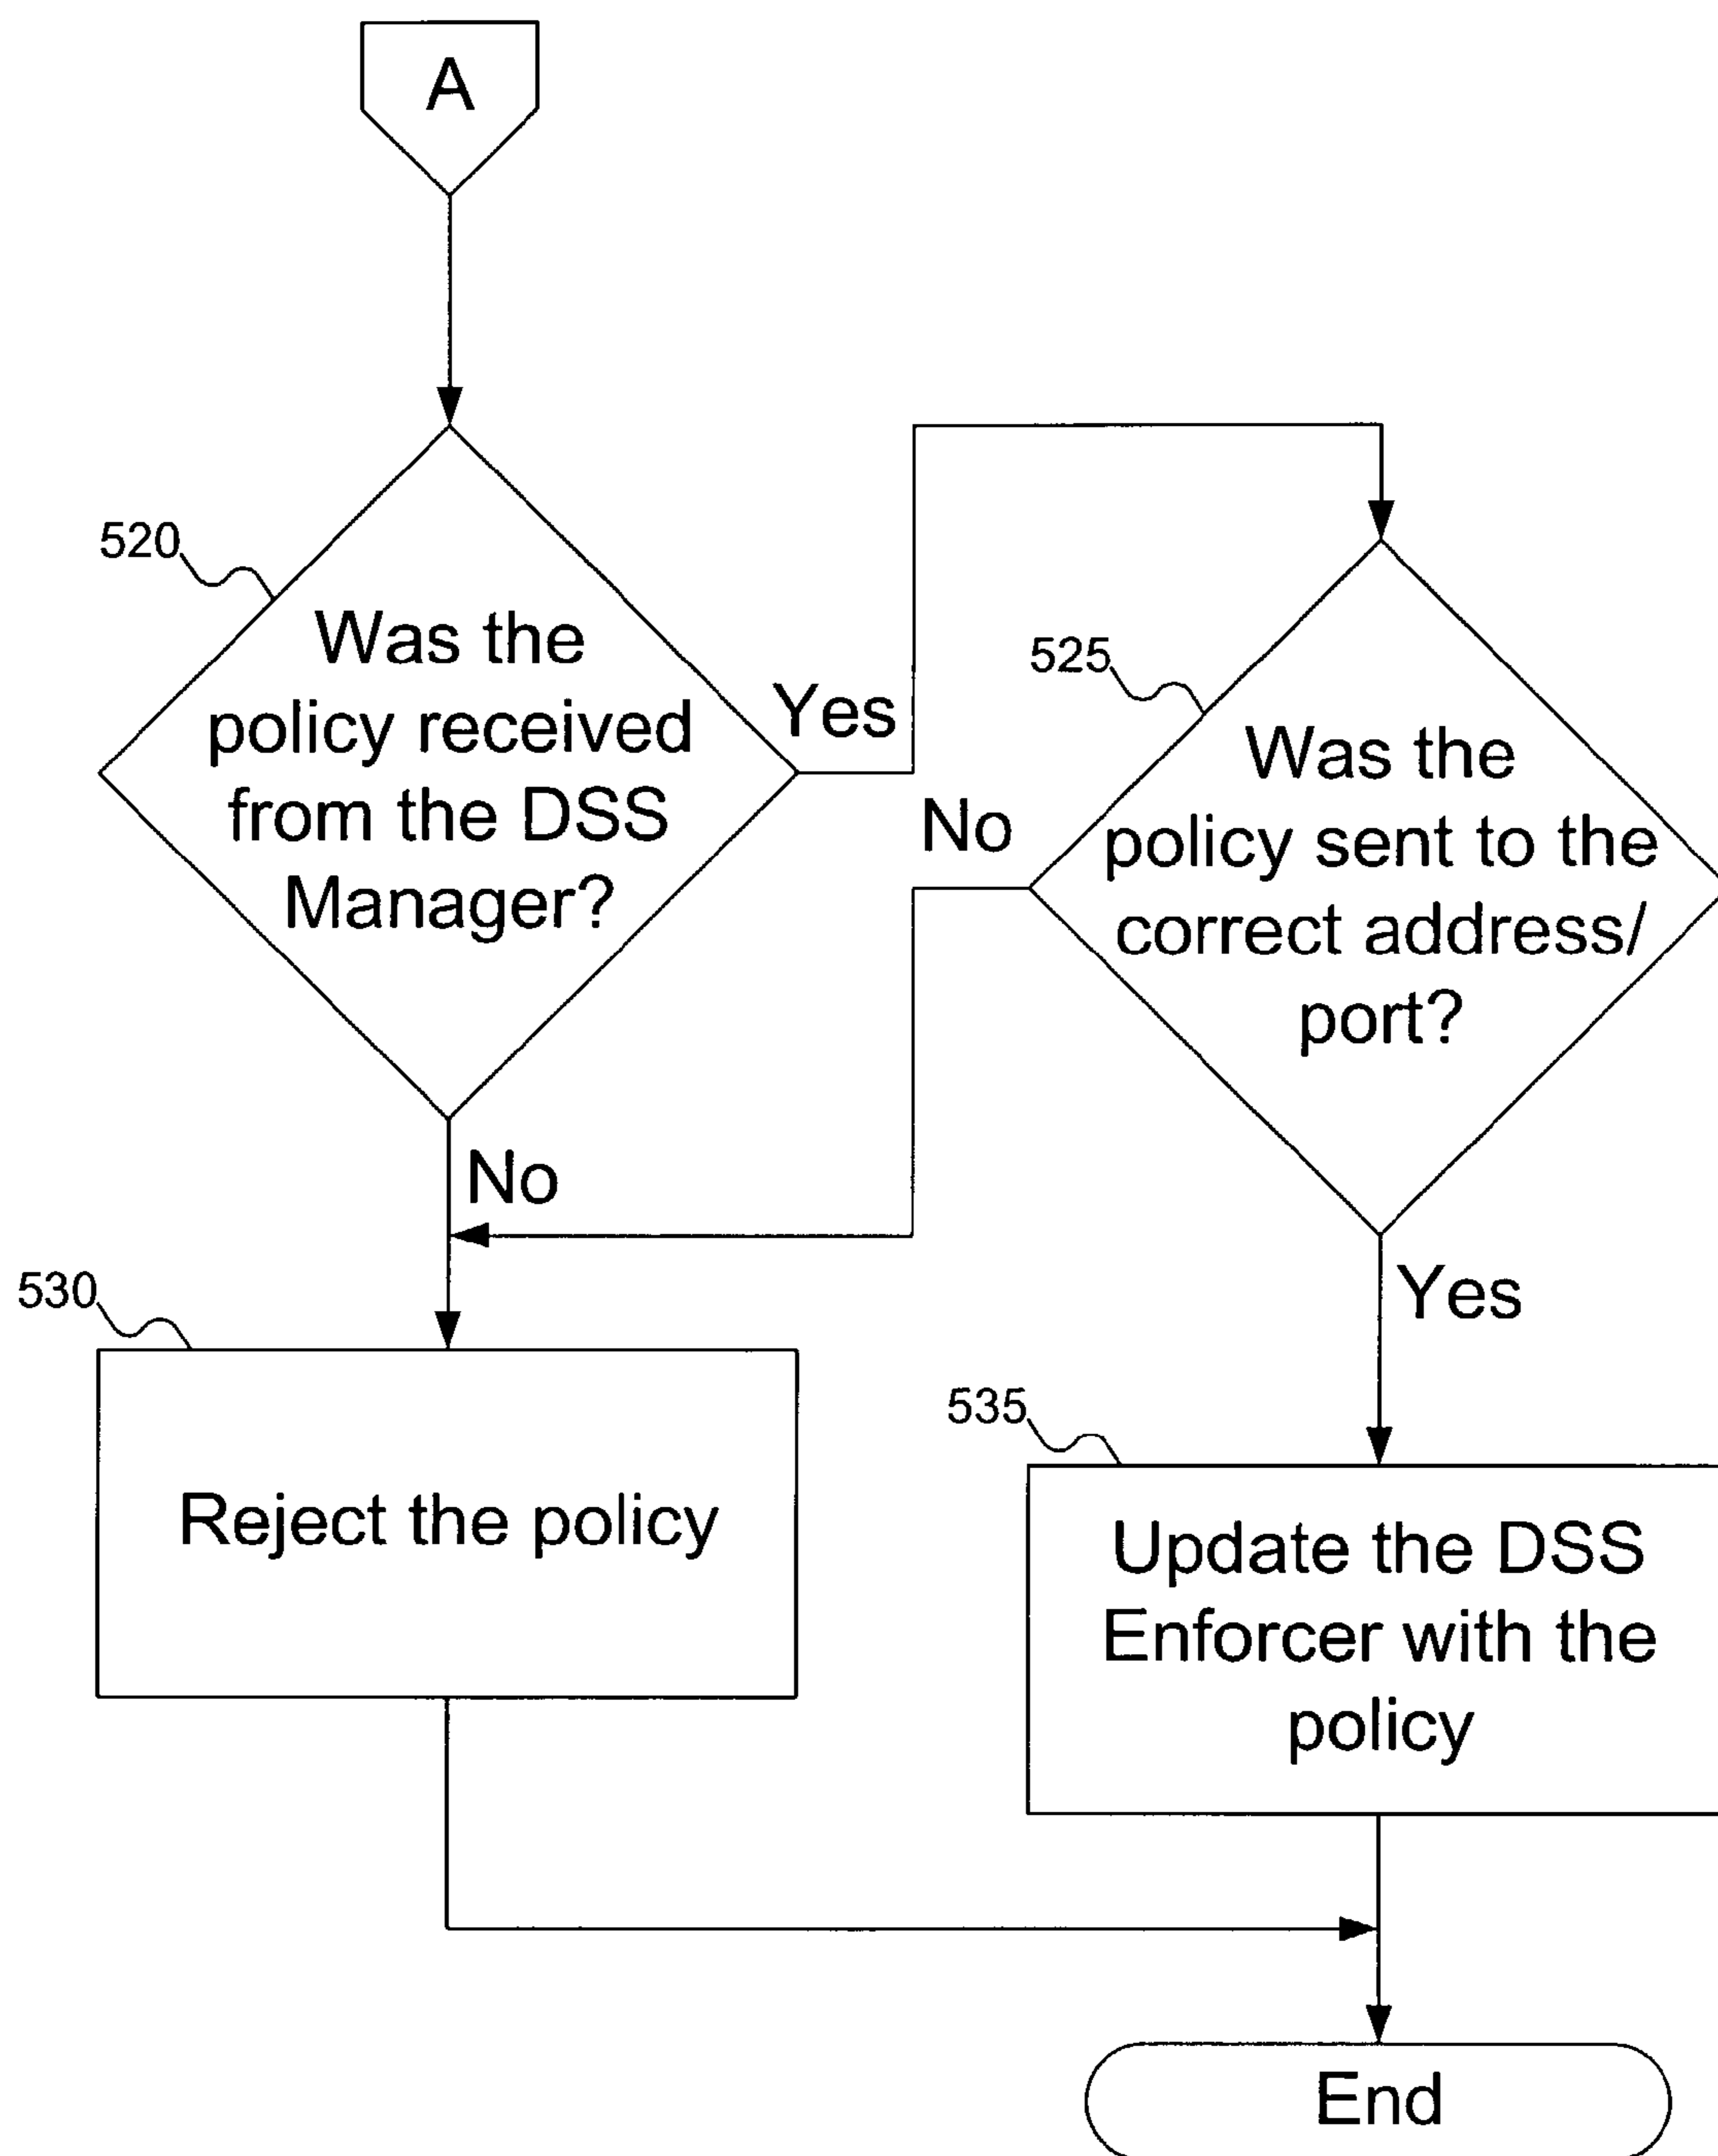 A
520
Was the
policy received
from the DSS
Manager?
Yes
No
525
Was the
policy sent to the
correct address/
port?
No
Yes
530
Reject the policy
535
Update the DSS
Enforcer with the
policy
End